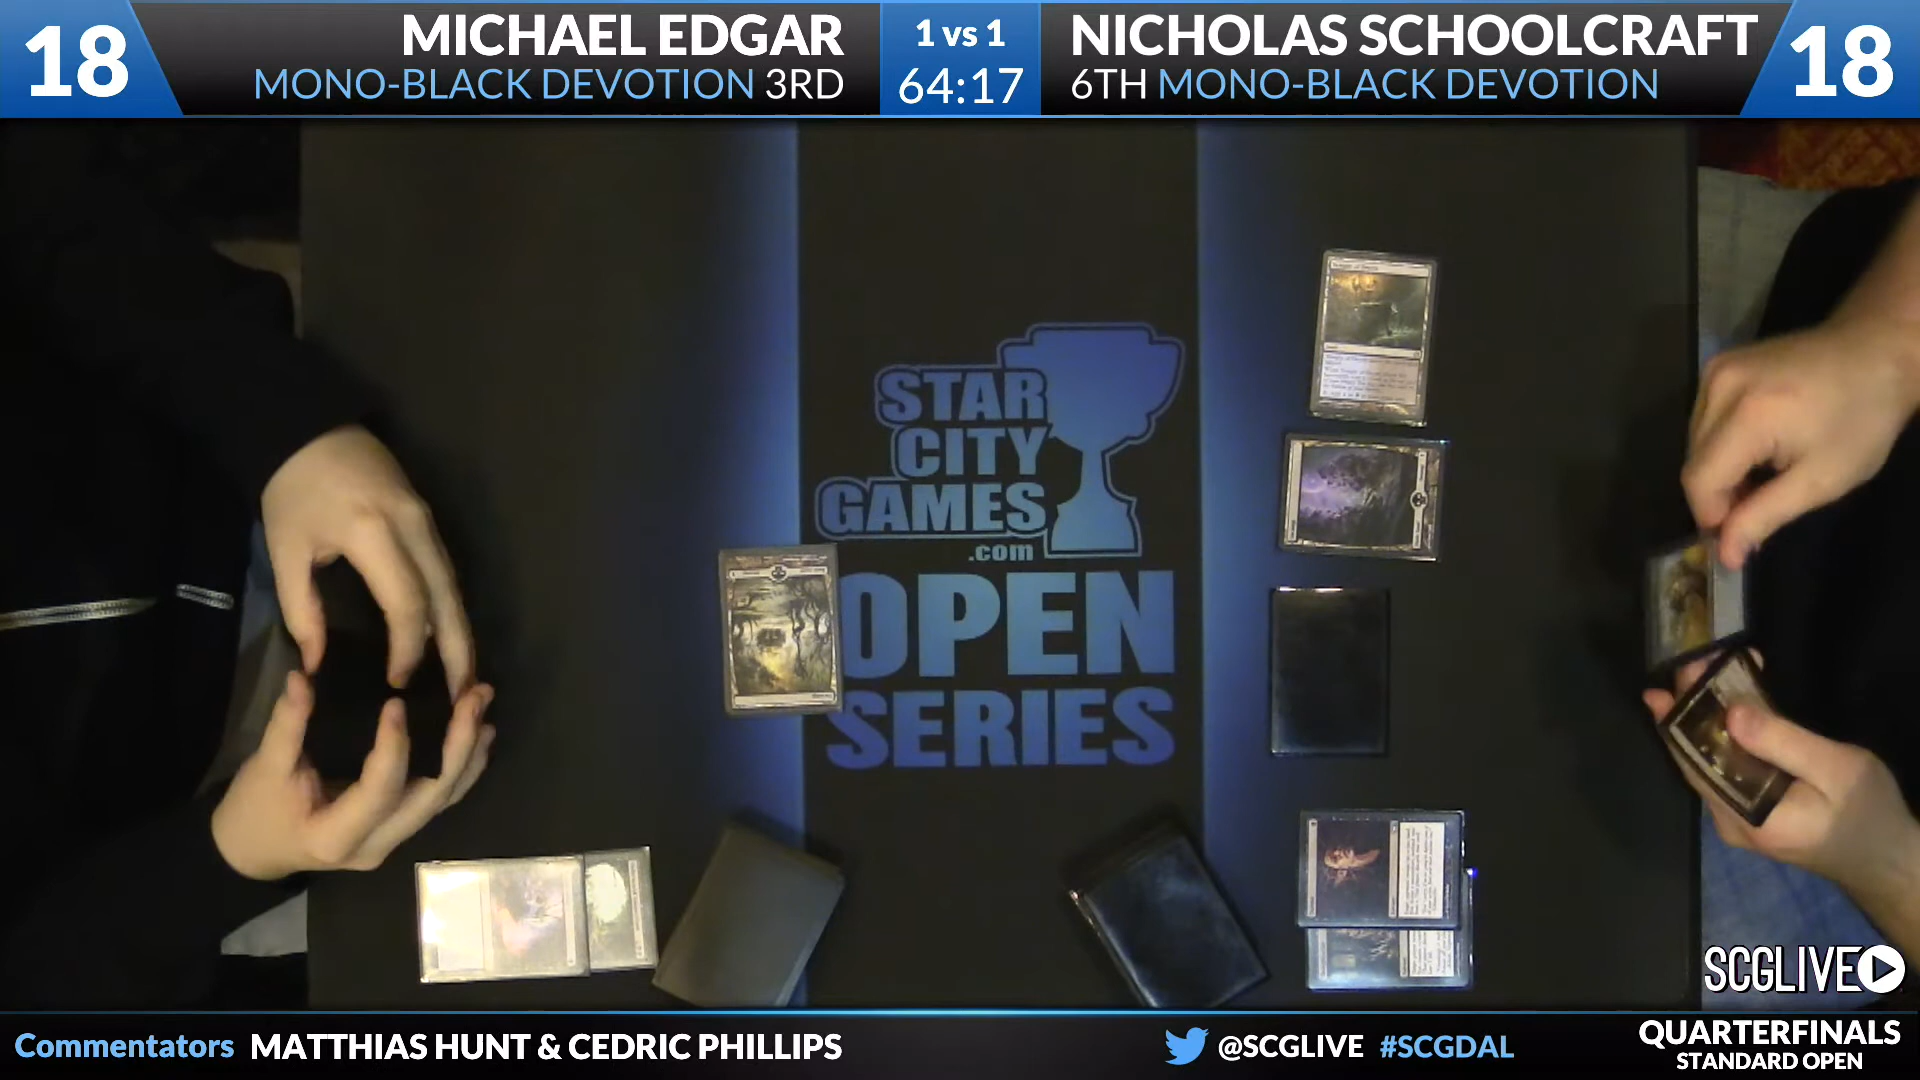 18
MICHAEL EDGAR
MONO-BLACK DEVOTION 3RD
1 vs 1
64:17
NICHOLAS SCHOOLCRAFT
6TH MONO-BLACK DEVOTION
18
STAR
CITY
GAMES
.com
OPEN
SERIES
SCGLIVE
Commentators MATTHIAS HUNT & CEDRIC PHILLIPS
@SCGLIVE #SCGDAL
QUARTERFINALS
STANDARD OPEN